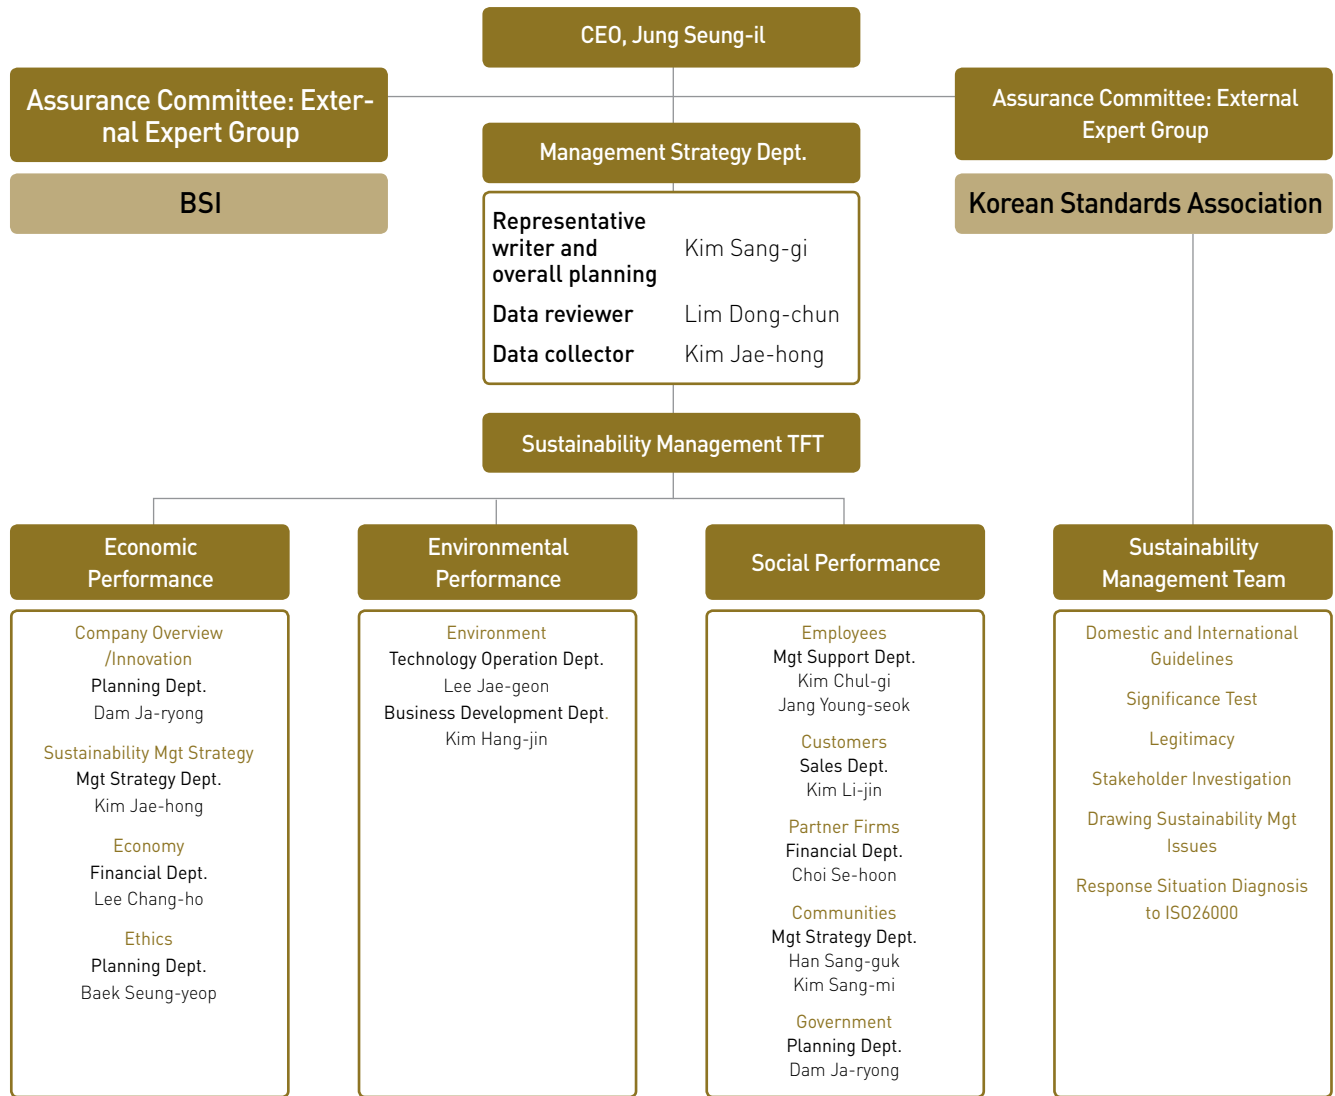 CEO, Jung Seung-il
Assurance Committee: Exter-
nal Expert Group
BSI
Assurance Committee: External
Expert Group
Korean Standards Association
Management Strategy Dept.
Representative
writer and
overall planning
Kim Sang-gi
Data reviewer Lim Dong-chun
Data collector Kim Jae-hong
Sustainability Management TFT
Economic
Performance
Company Overview
/Innovation
Planning Dept.
Dam Ja-ryong
Sustainability Mgt Strategy
Mgt Strategy Dept.
Kim Jae-hong
Economy
Financial Dept.
Lee Chang-ho
Ethics
Planning Dept.
Baek Seung-yeop
Environmental
Performance
Environment
Technology Operation Dept.
Lee Jae-geon
Business Development Dept.
Kim Hang-jin
Social Performance
Employees
Mgt Support Dept.
Kim Chul-gi
Jang Young-seok
Customers
Sales Dept.
Kim Li-jin
Partner Firms
Financial Dept.
Choi Se-hoon
Communities
Mgt Strategy Dept.
Han Sang-guk
Kim Sang-mi
Government
Planning Dept.
Dam Ja-ryong
Sustainability
Management Team
Domestic and International
Guidelines
Significance Test
Legitimacy
Stakeholder Investigation
Drawing Sustainability Mgt
Issues
Response Situation Diagnosis
to ISO26000